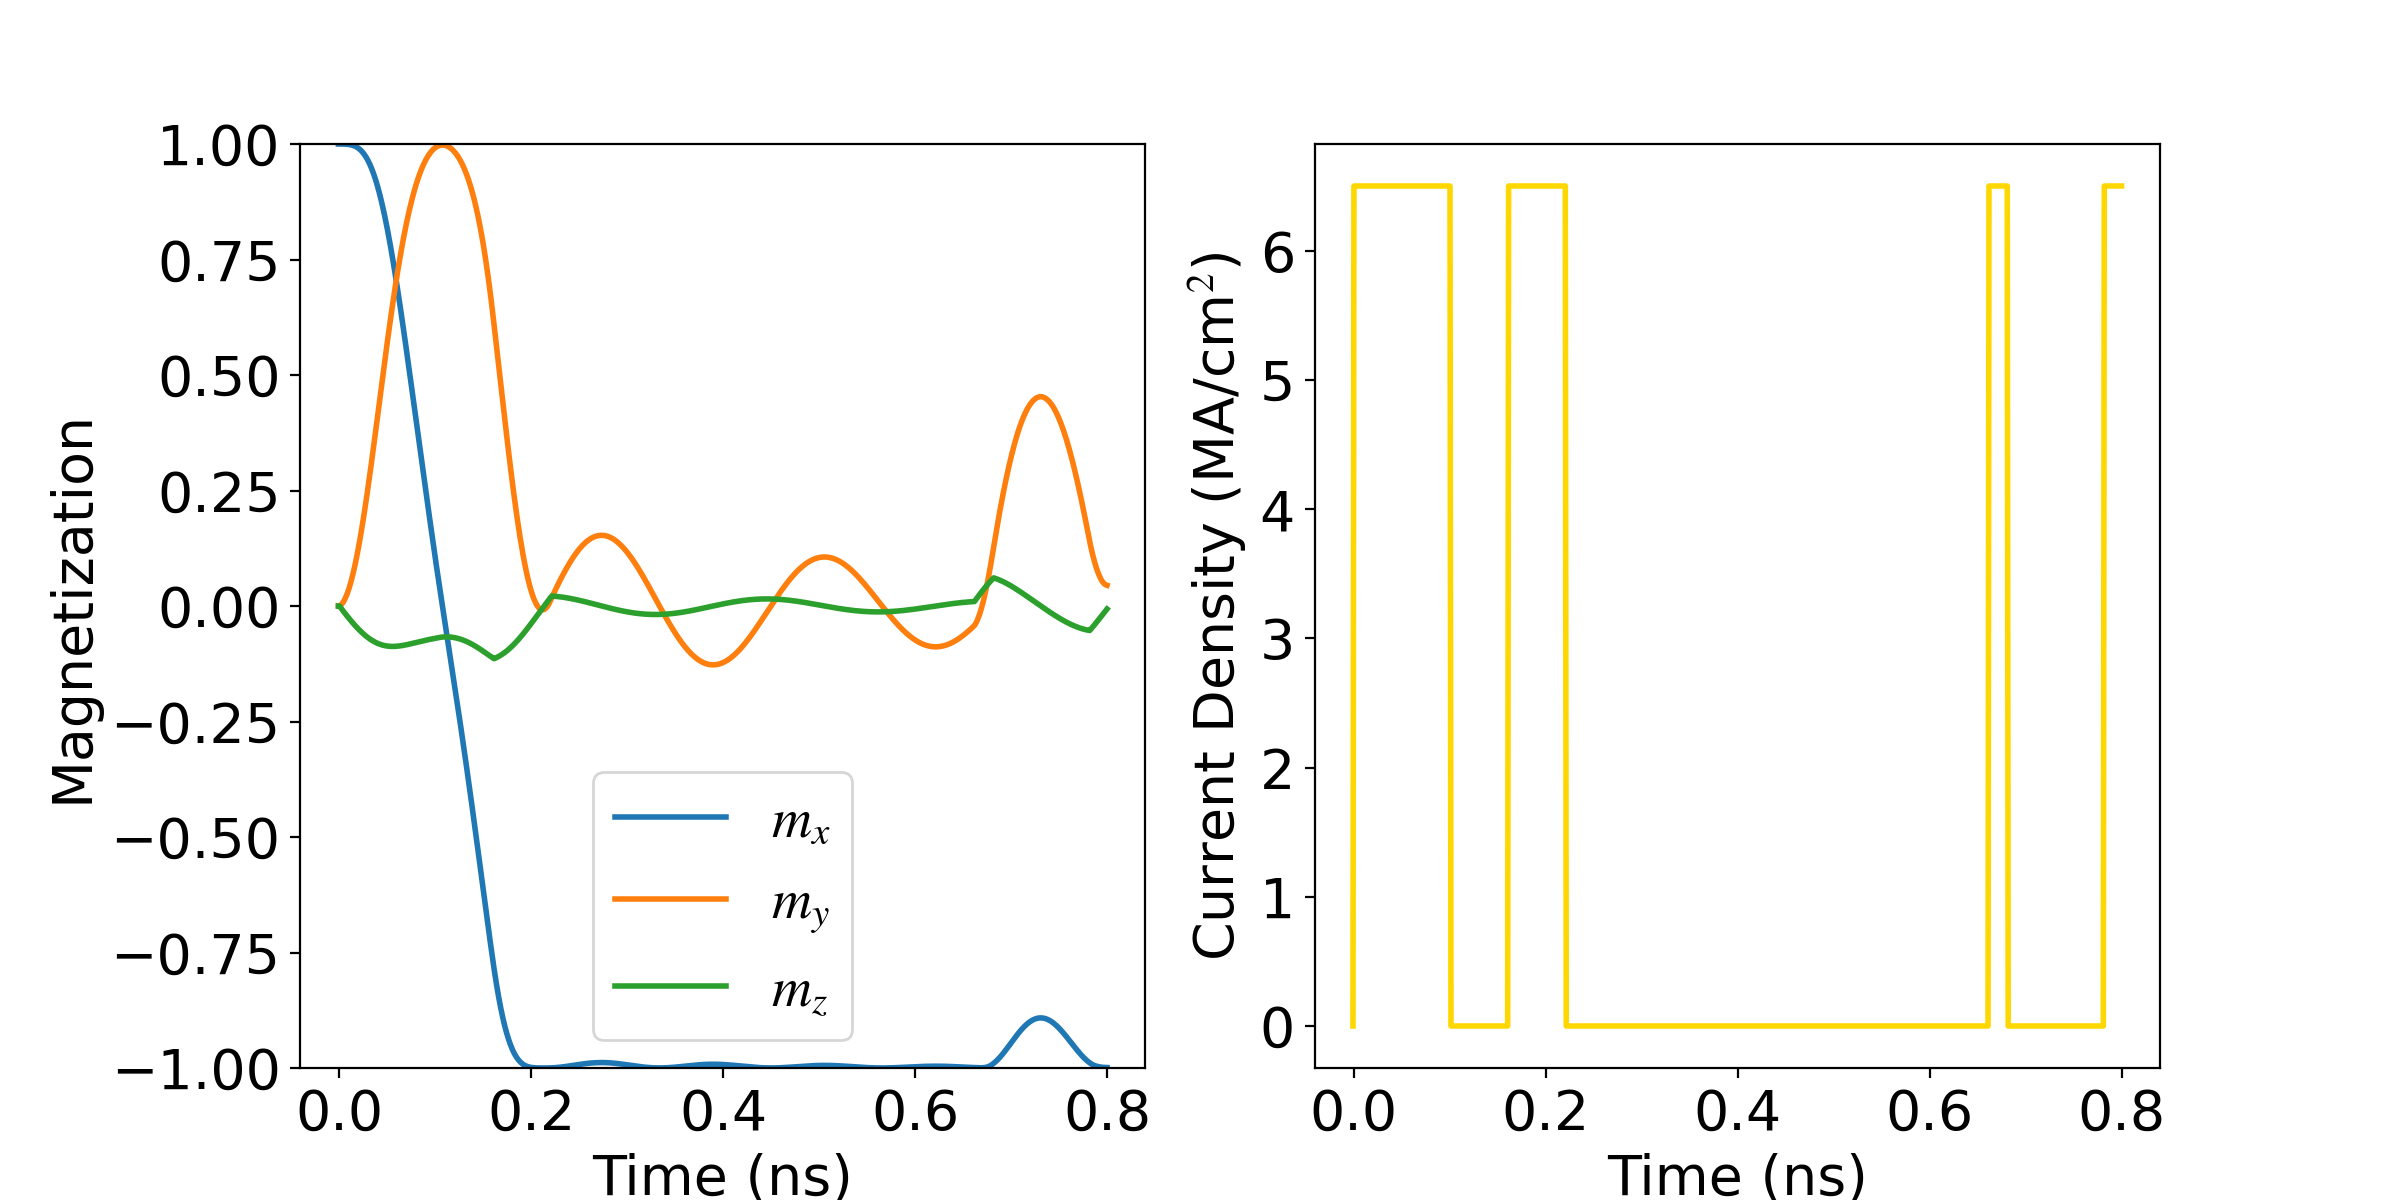 1.00
0.75
0.50
0.25
0.00
−0.25
−0.50
−0.75
−1.00
Magnetization
0.0 0.2 0.4 0.6 0.8
Time (ns)
m_x
m_y
m_z
6
5
4
3
2
1
0
Current Density (MA/cm²)
0.0 0.2 0.4 0.6 0.8
Time (ns)